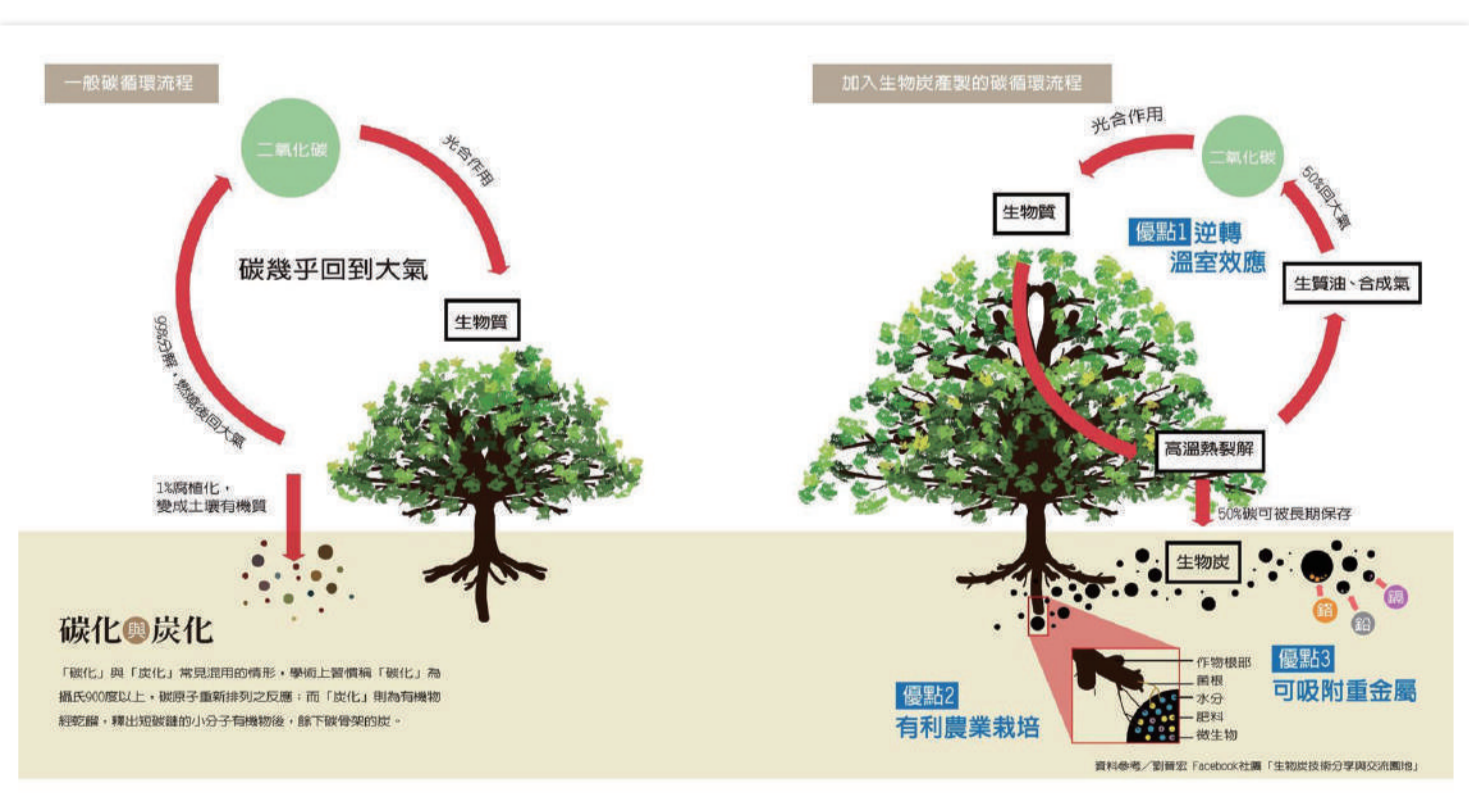 一般碳循環流程
二氧化碳
光合作用
碳幾乎回到大氣
生物質
99%分解，燃燒後回大氣
1%腐植化，
變成土壤有機質
碳化與炭化
「碳化」與「炭化」常見混用的情形，學術上習慣稱「碳化」為
攝氏900度以上，碳原子重新排列之反應；而「炭化」則為有機物
經乾餾，釋出短碳鏈的小分子有機物後，餘下碳骨架的炭。
加入生物炭產製的碳循環流程
光合作用
二氧化碳
50%回大氣
生物質
優點1 逆轉
溫室效應
生質油、合成氣
高溫熱裂解
50%碳可被長期保存
生物炭
鉻
鉛
鎘
作物根部
菌根
水分
肥料
微生物
優點2
有利農業栽培
優點3
可吸附重金屬
資料參考／劉晉宏 Facebook社團「生物炭技術分享與交流園地」